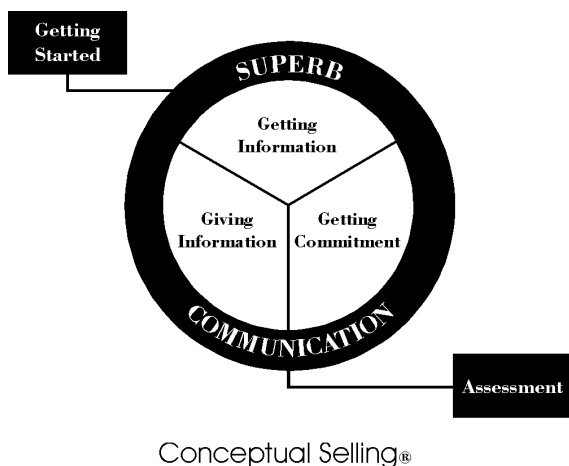 Getting
Started
SUPERB
Getting
Information
Giving
Information
Getting
Commitment
COMMUNICATION
Assessment
Conceptual Selling®